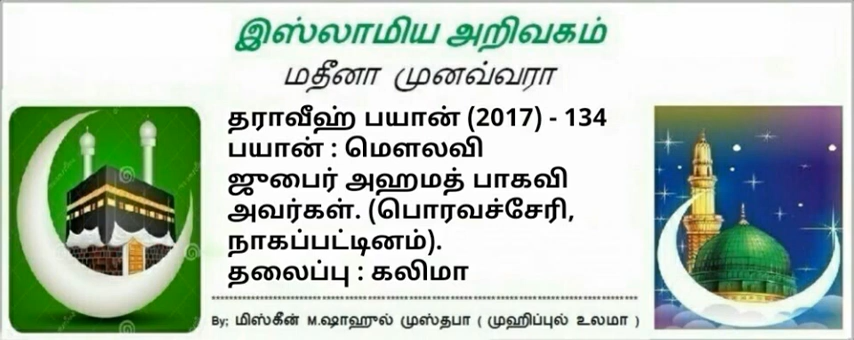 இஸ்லாமிய அறிவகம்
மதீனா முனவ்வரா
தராவீஹ் பயான் (2017) - 134
பயான் : மௌலவி
ஜுபைர் அஹமத் பாகவி
அவர்கள். (பொரவச்சேரி,
நாகப்பட்டினம்).
தலைப்பு : கலிமா
By; மிஸ்கீன் M.ஷாஹுல் முஸ்தபா ( முஹிப்புல் உலமா )